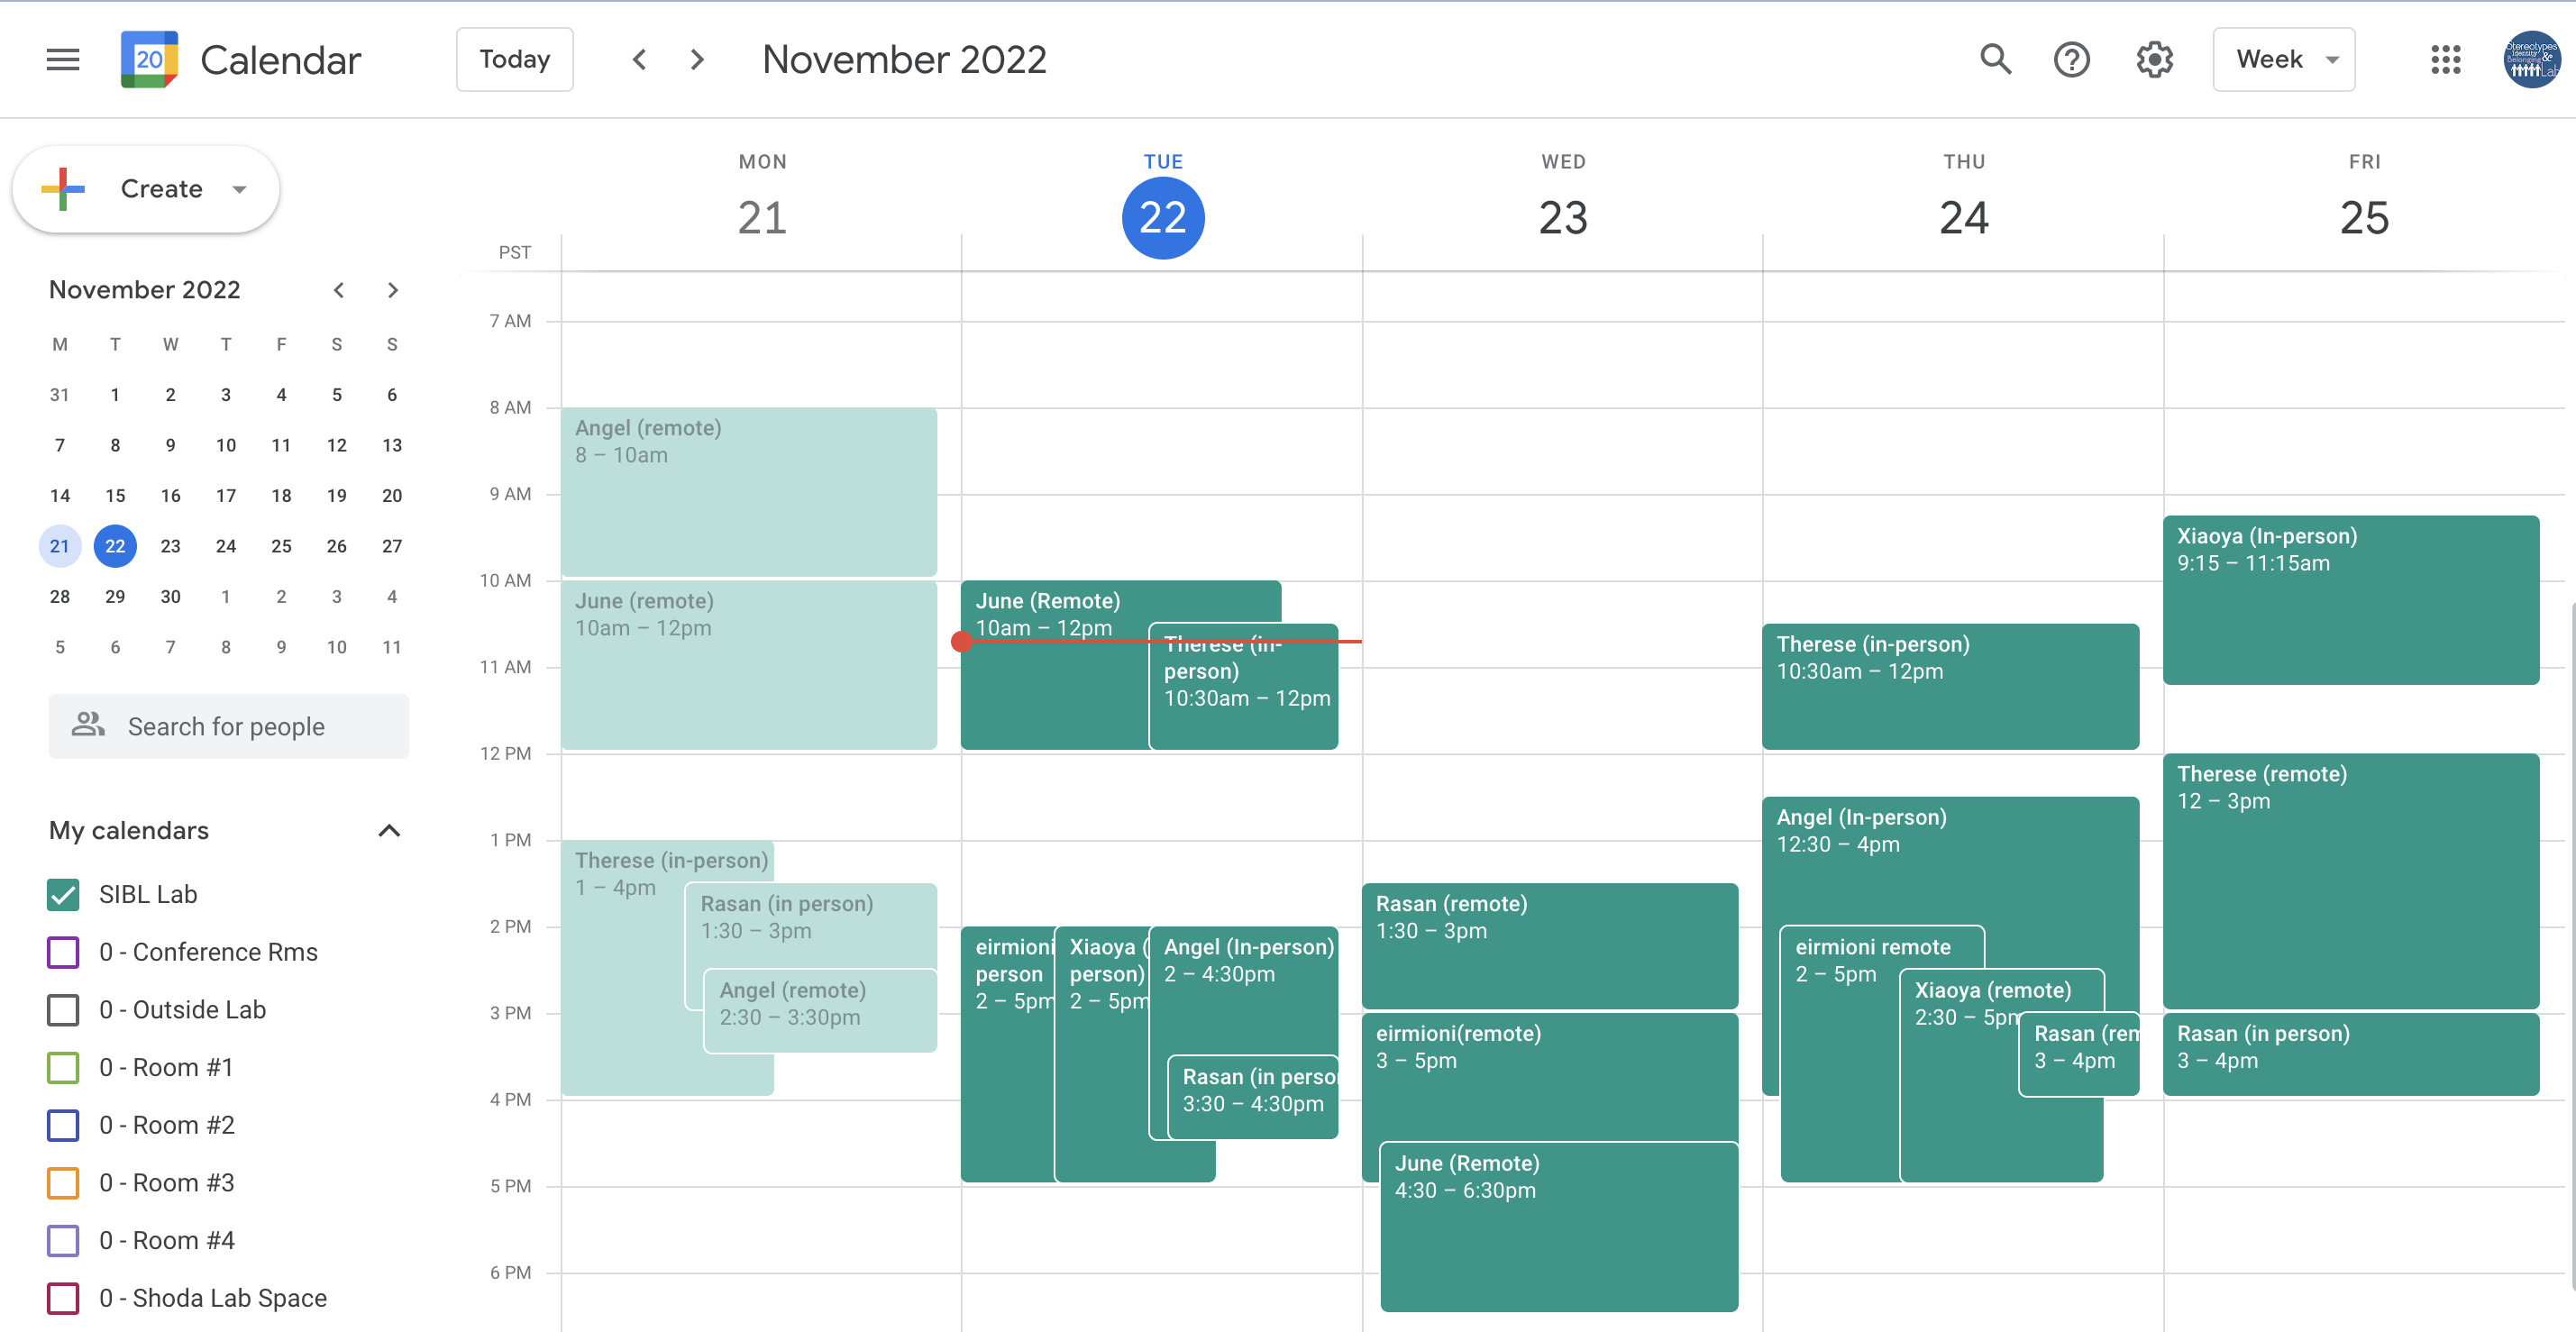 20 Calendar
Today
November 2022
Week
Stereotypes
Identity &
Belonging
Lab
Create
November 2022
M T W T F S S
31 1 2 3 4 5 6
7 8 9 10 11 12 13
14 15 16 17 18 19 20
21 22 23 24 25 26 27
28 29 30 1 2 3 4
5 6 7 8 9 10 11
Search for people
My calendars
SIBL Lab
0 - Conference Rms
0 - Outside Lab
0 - Room #1
0 - Room #2
0 - Room #3
0 - Room #4
0 - Shoda Lab Space
PST
MON
21
TUE
22
WED
23
THU
24
FRI
25
7 AM
8 AM
9 AM
10 AM
11 AM
12 PM
1 PM
2 PM
3 PM
4 PM
5 PM
6 PM
Angel (remote)
8 – 10am
June (remote)
10am – 12pm
Therese (in-person)
1 – 4pm
Rasan (in person)
1:30 – 3pm
Angel (remote)
2:30 – 3:30pm
June (Remote)
10am – 12pm
Therese (in-
person)
10:30am – 12pm
eirmioni
person
2 – 5pm
Xiaoya (
person)
2 – 5pm
Angel (In-person)
2 – 4:30pm
Rasan (in perso
3:30 – 4:30pm
Rasan (remote)
1:30 – 3pm
eirmioni(remote)
3 – 5pm
June (Remote)
4:30 – 6:30pm
Therese (in-person)
10:30am – 12pm
Angel (In-person)
12:30 – 4pm
eirmioni remote
2 – 5pm
Xiaoya (remote)
2:30 – 5pm
Rasan (rem
3 – 4pm
Xiaoya (In-person)
9:15 – 11:15am
Therese (remote)
12 – 3pm
Rasan (in person)
3 – 4pm